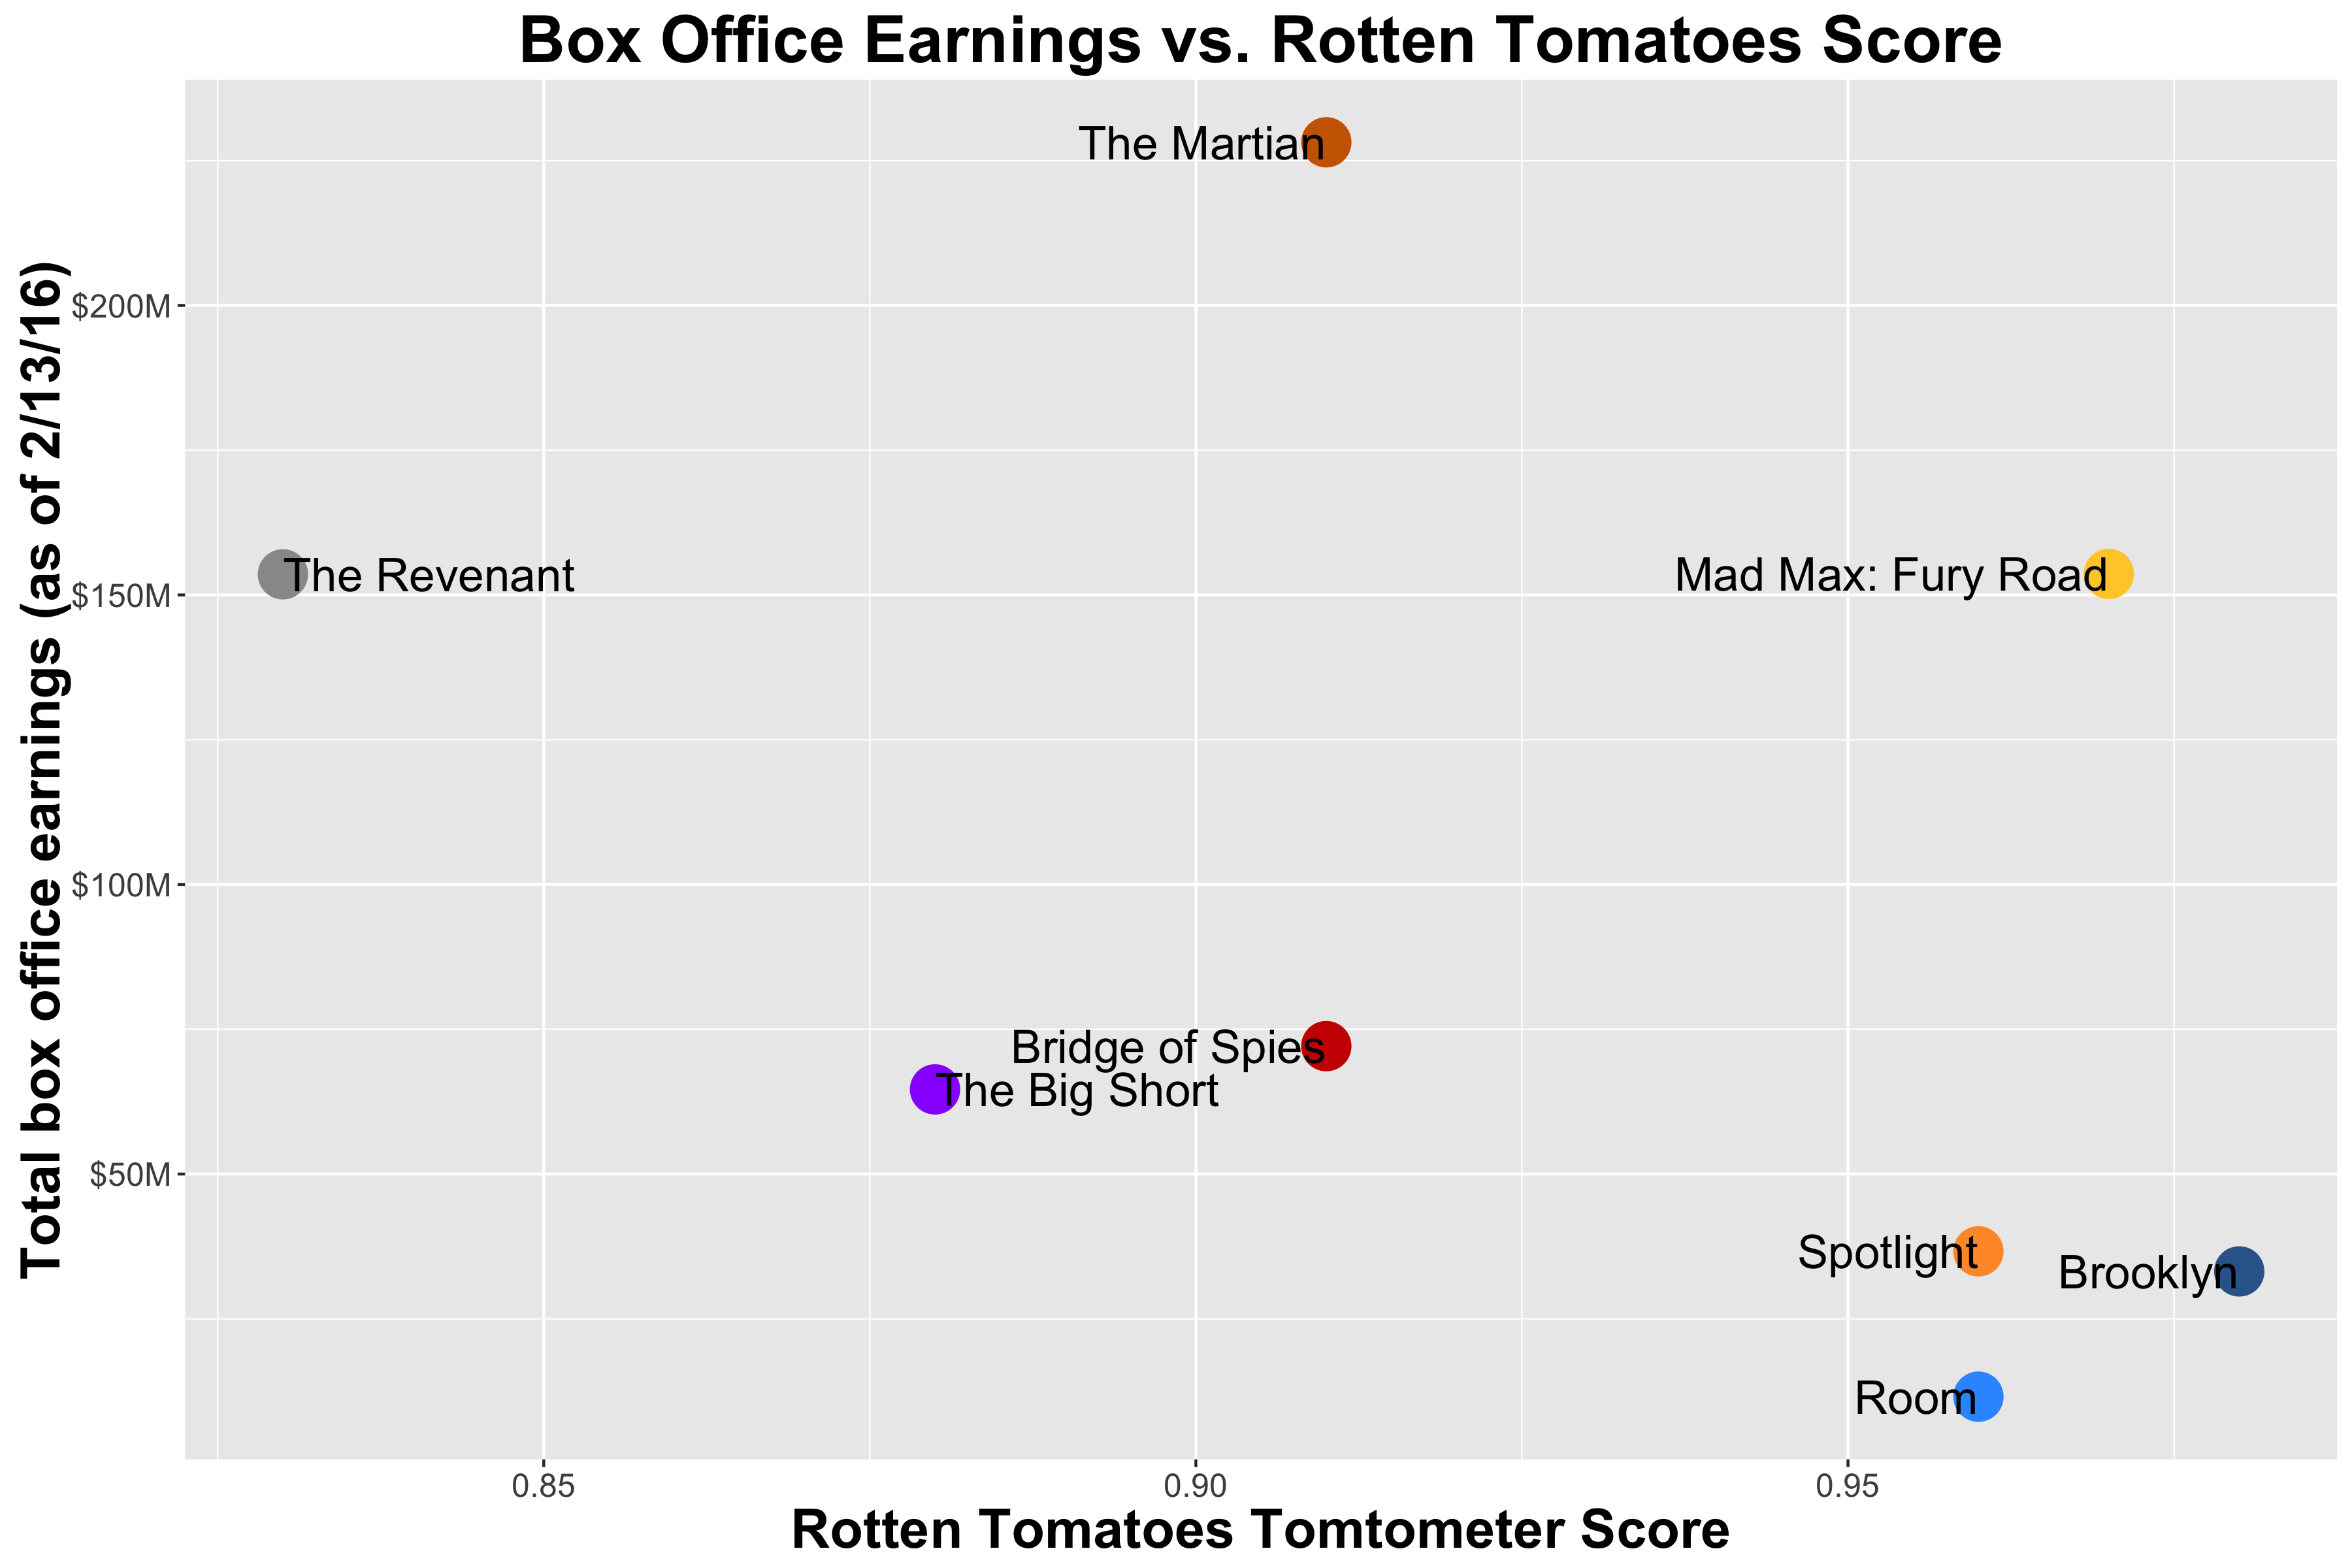 Box Office Earnings vs. Rotten Tomatoes Score
Total box office earnings (as of 2/13/16)
$200M
$150M
$100M
$50M
The Martian
The Revenant
Mad Max: Fury Road
Bridge of Spies
The Big Short
Spotlight
Brooklyn
Room
0.85
0.90
0.95
Rotten Tomatoes Tomtometer Score